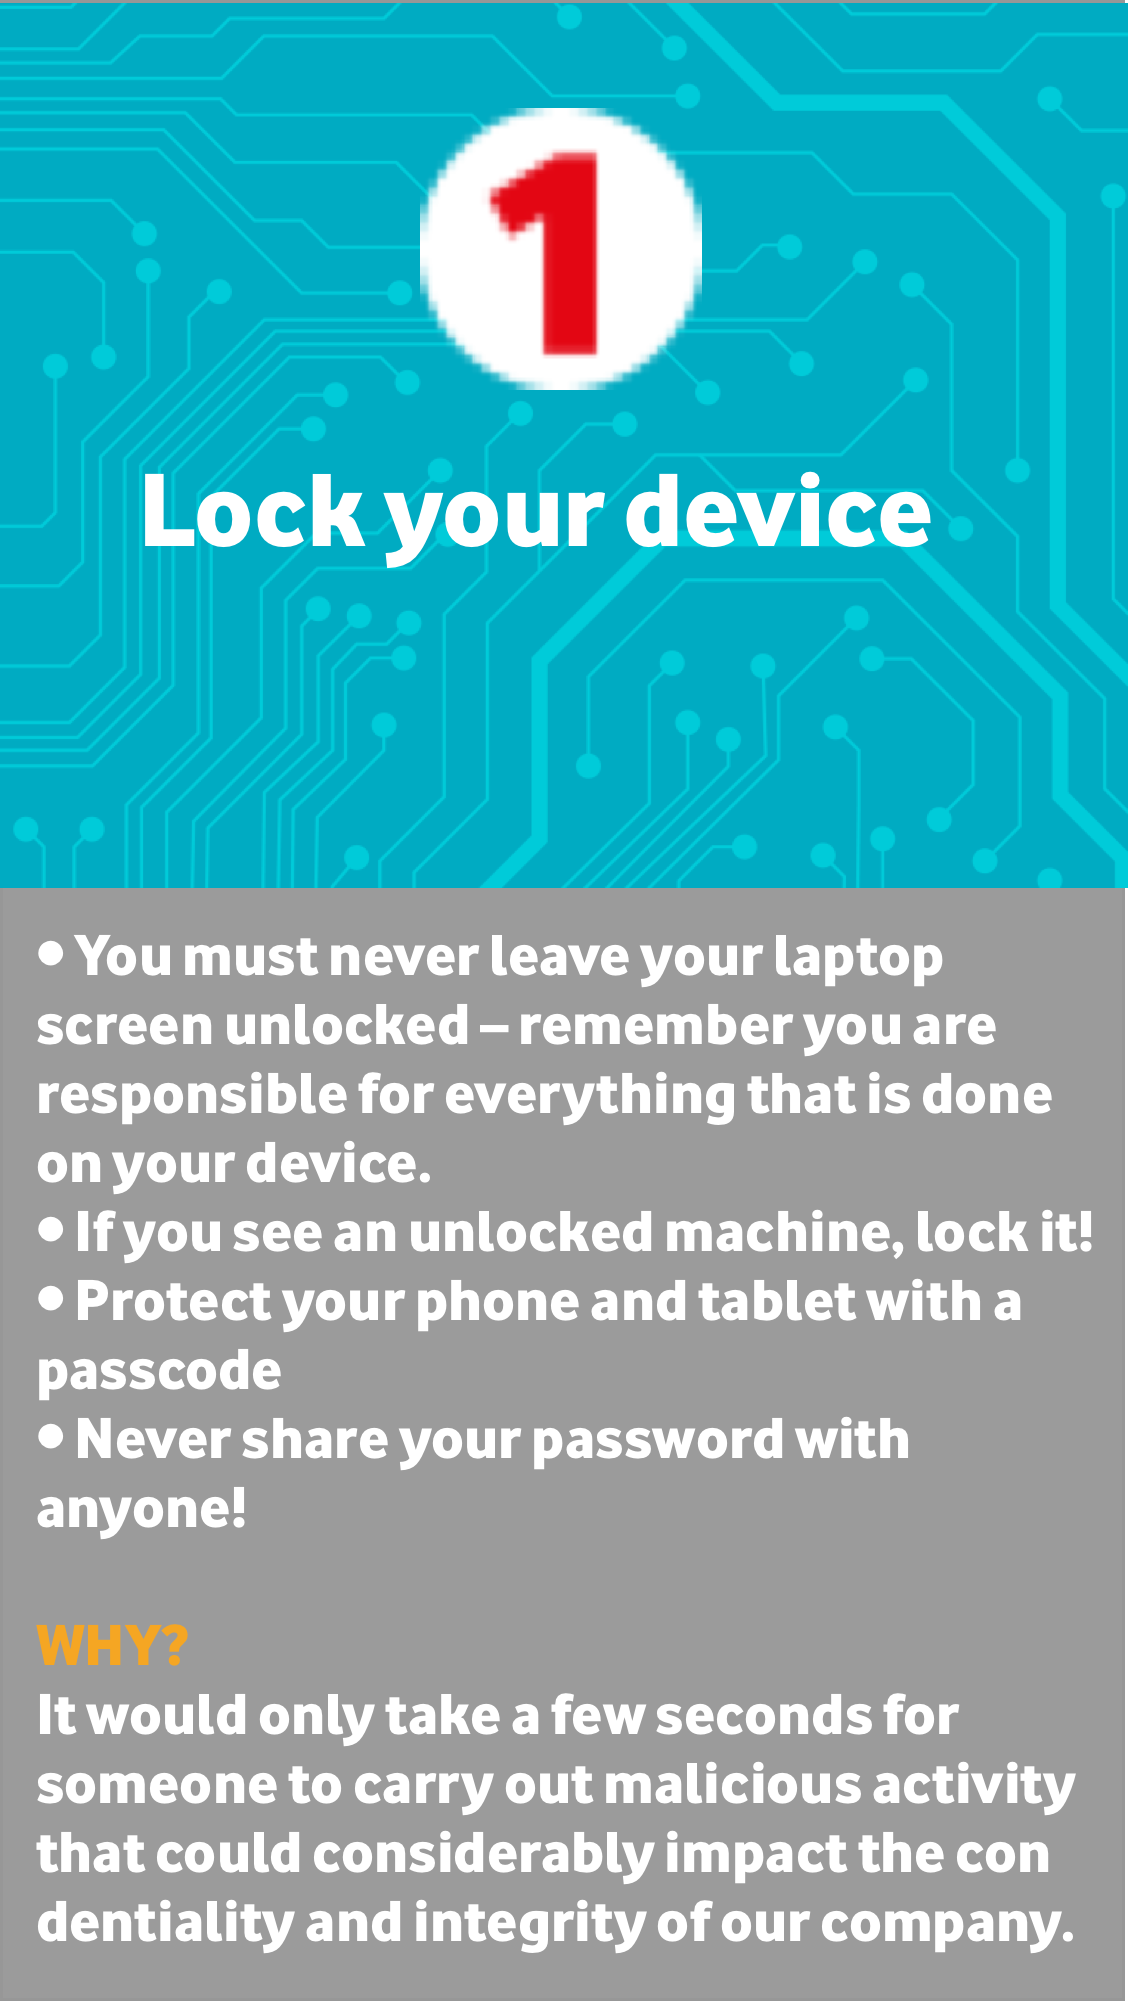 1
Lock your device
• You must never leave your laptop
screen unlocked – remember you are
responsible for everything that is done
on your device.
• If you see an unlocked machine, lock it!
• Protect your phone and tablet with a
passcode
• Never share your password with
anyone!
WHY?
It would only take a few seconds for
someone to carry out malicious activity
that could considerably impact the con
dentiality and integrity of our company.